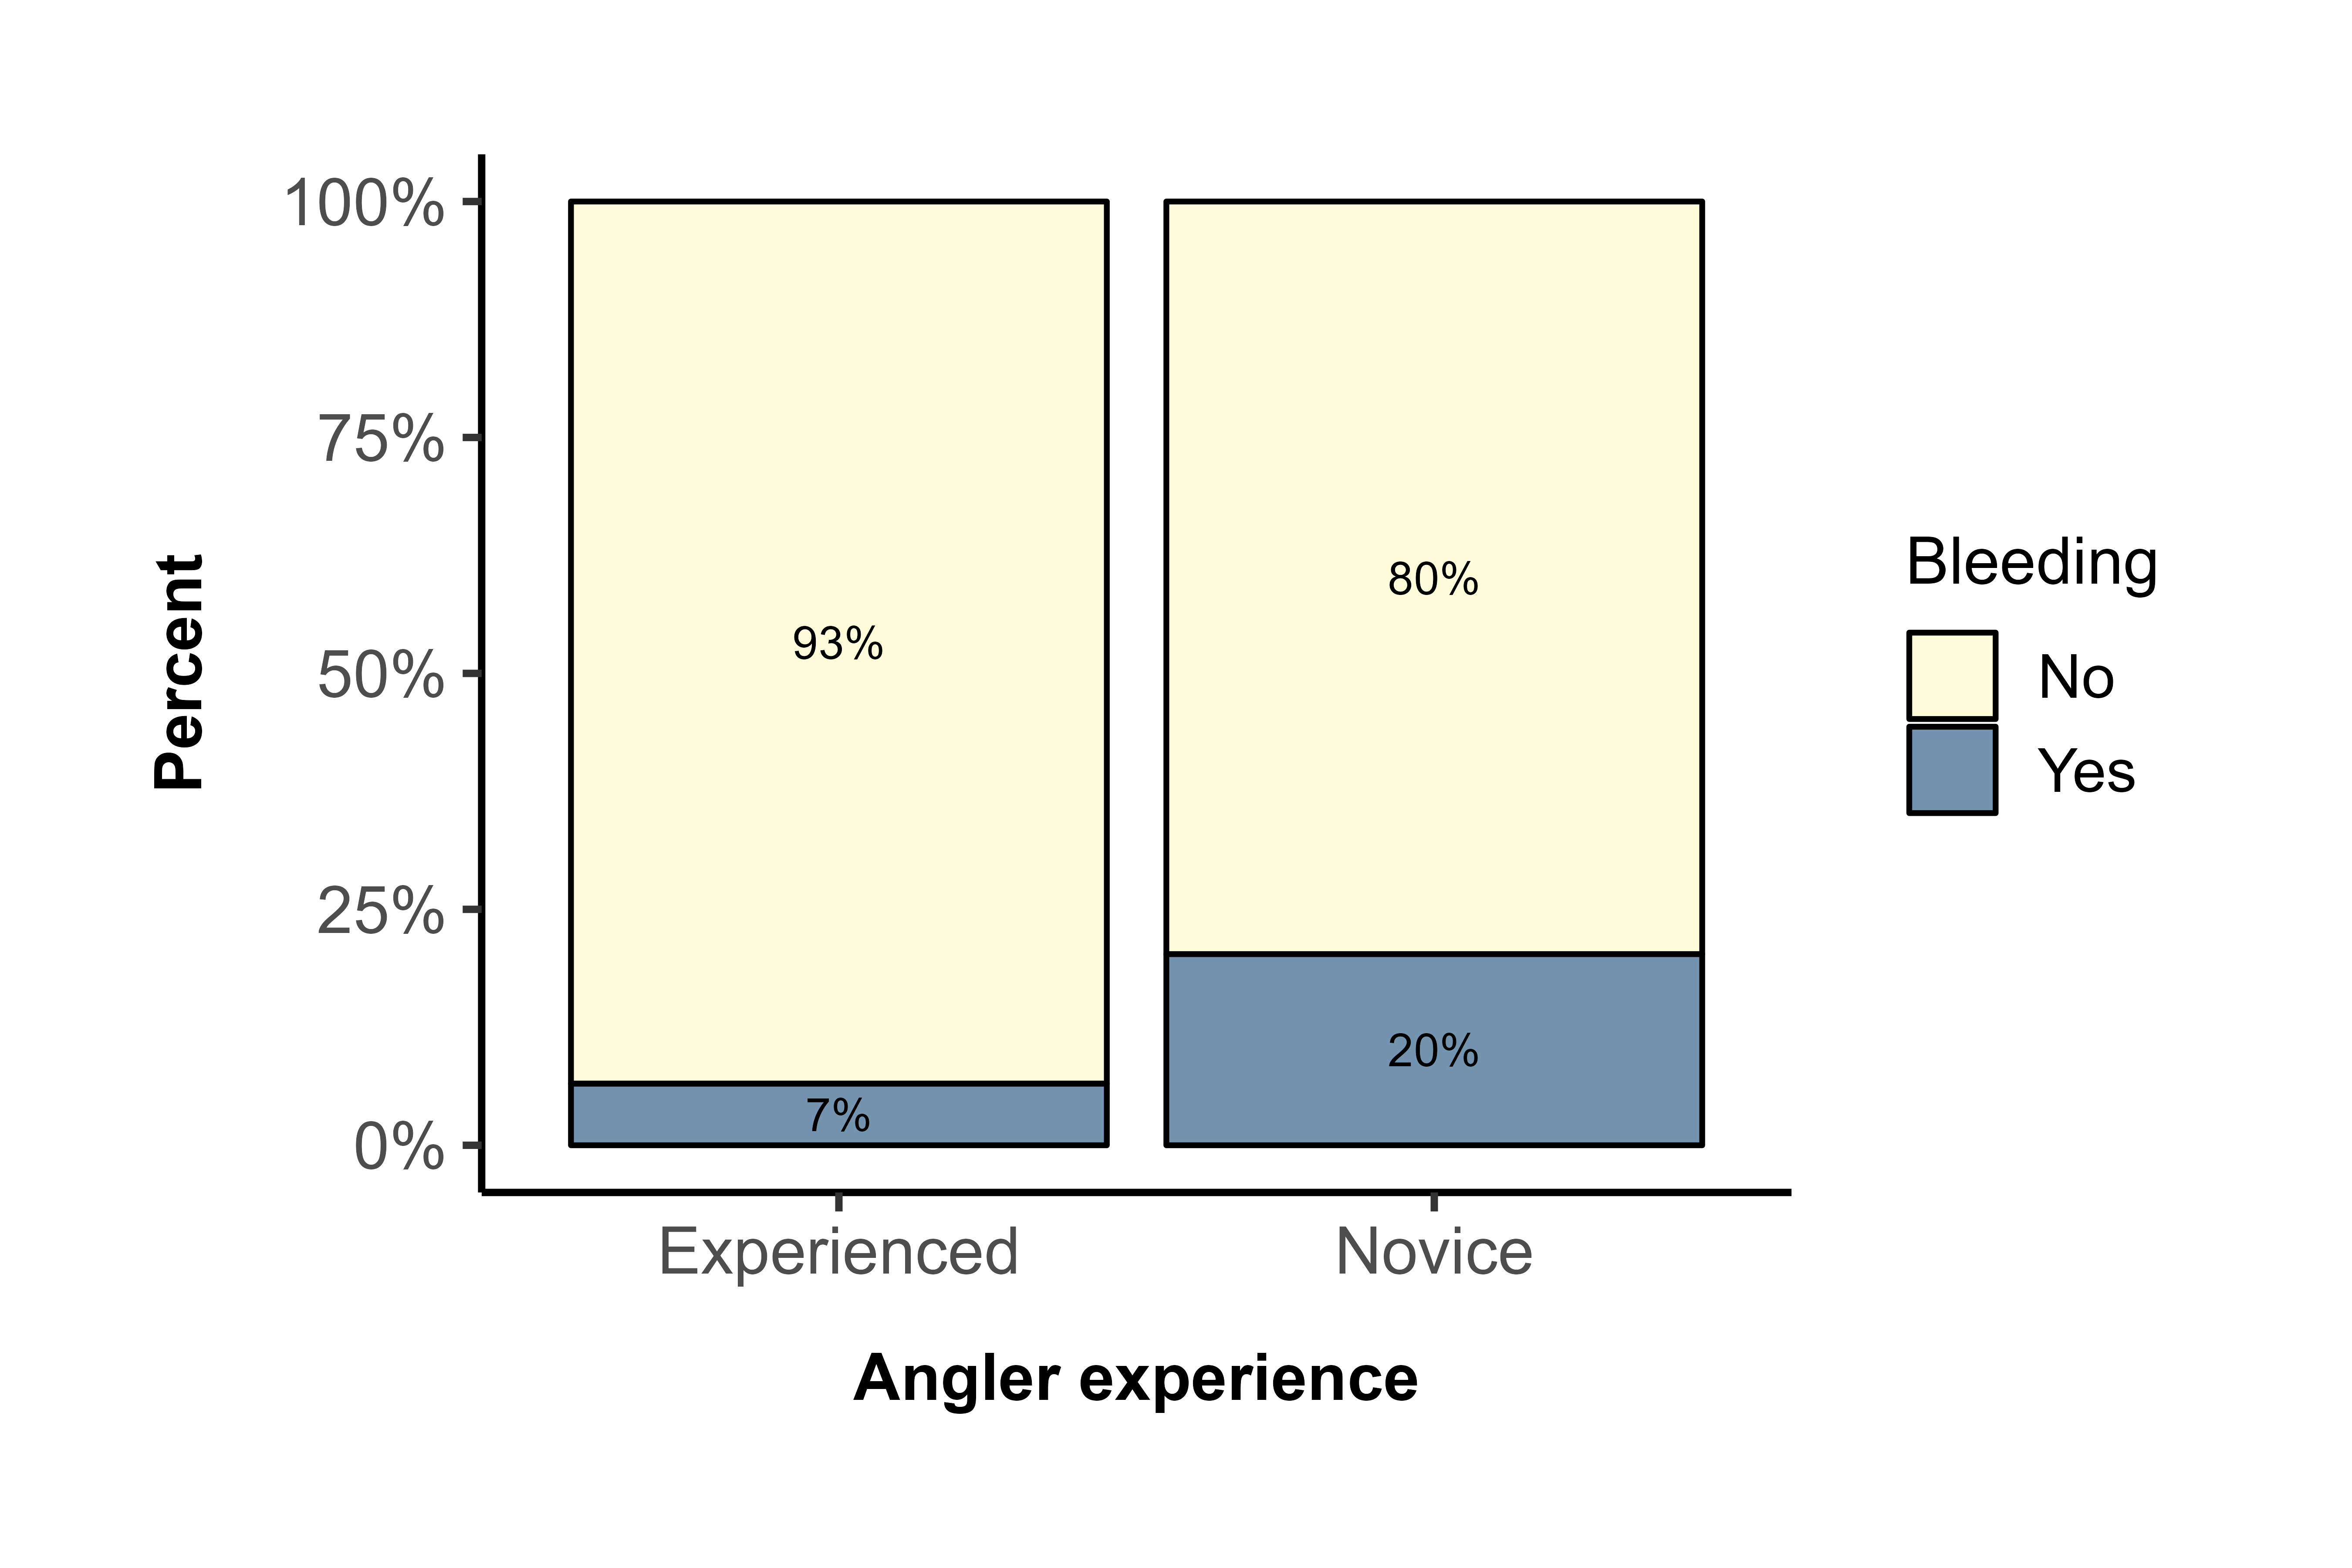 100%
75%
50%
25%
0%
Percent
93%
7%
80%
20%
Experienced
Novice
Angler experience
Bleeding
No
Yes